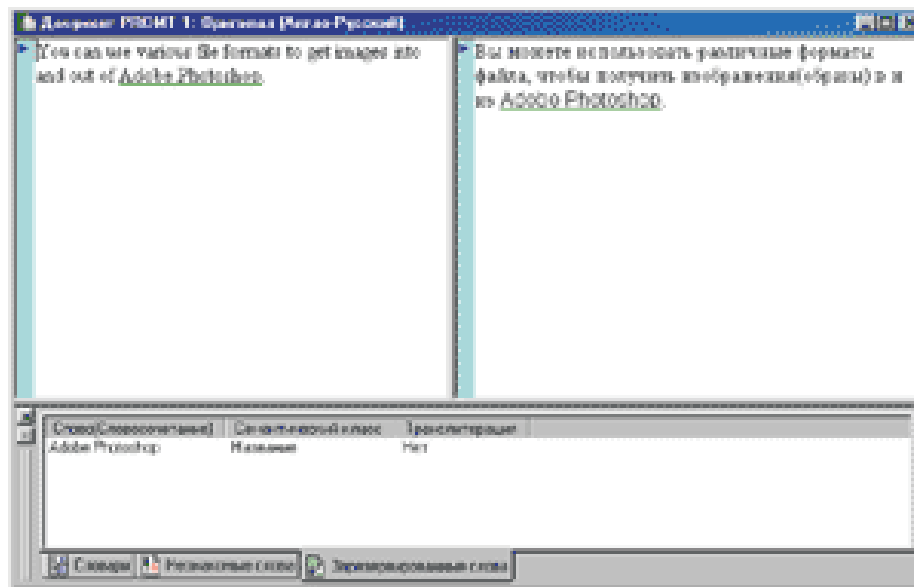 Документ PROMT 1: Оригинал (Англо-Русский)
You can use various file formats to get images into
and out of Adobe Photoshop.
Вы можете использовать различные форматы
файла, чтобы получить изображения(образы) в и
из Adobe Photoshop.
Слово(Словосочетание) Семантический класс Транслитерация
Adobe Photoshop Название Нет
Словари Незнакомые слова Зарезервированные слова